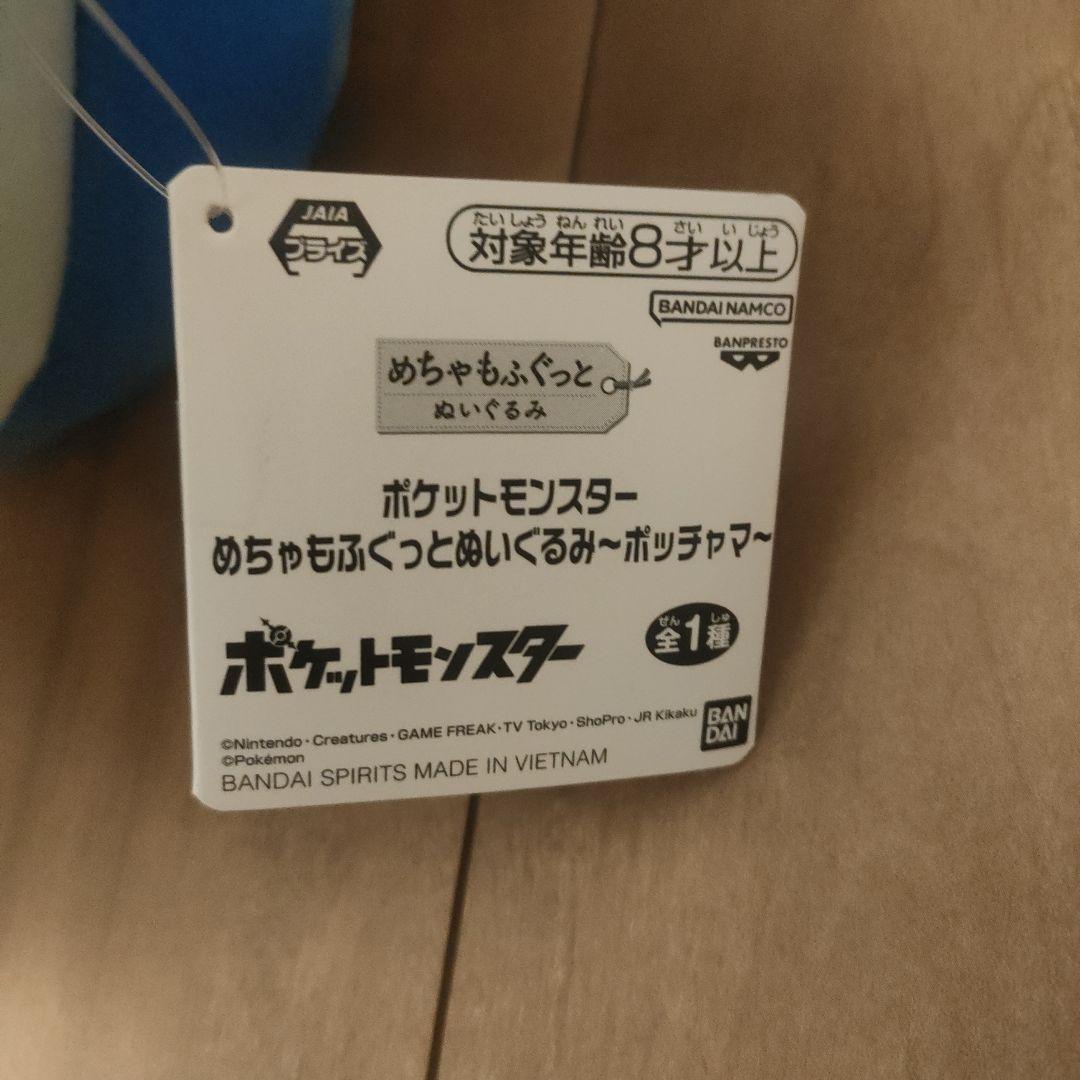 JAIA
プライズ
たいしょうねんれい さいいじょう
対象年齢8才以上
BANDAI NAMCO
BANPRESTO
めちゃもふぐっと
ぬいぐるみ
ポケットモンスター
めちゃもふぐっとぬいぐるみ~ポッチャマ~
ポケットモンスター
ぜん しゅ
全1種
©Nintendo・Creatures・GAME FREAK・TV Tokyo・ShoPro・JR Kikaku
©Pokémon
BANDAI SPIRITS MADE IN VIETNAM
BAN
DAI